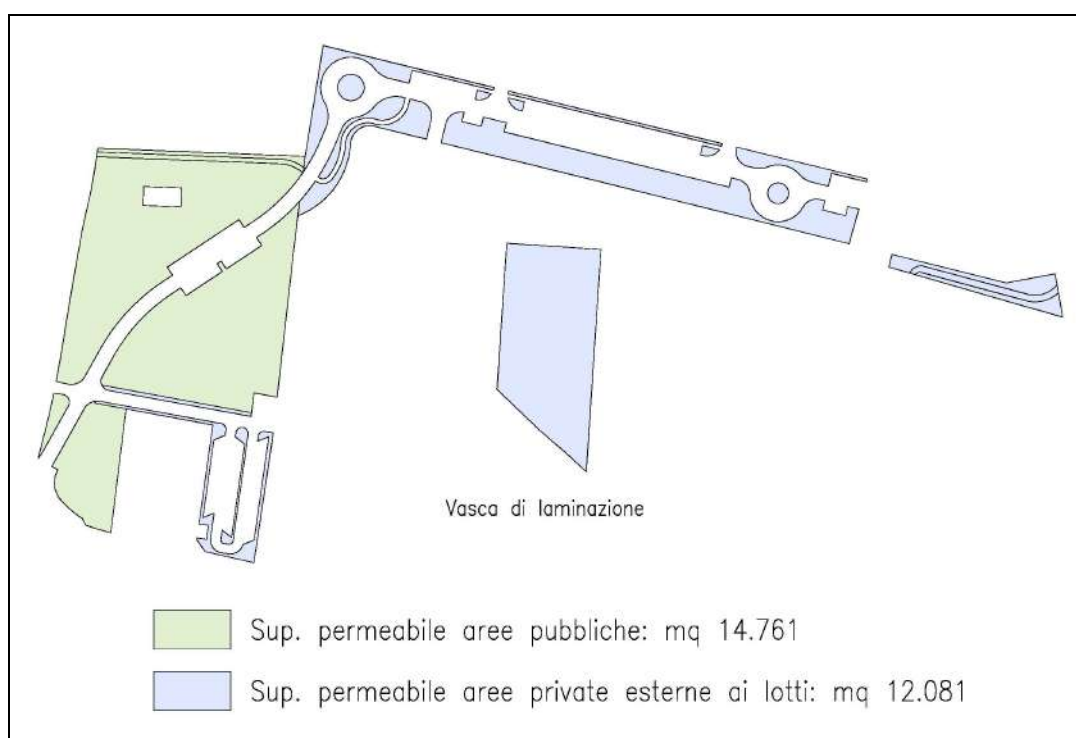 Vasca di laminazione
Sup. permeabile aree pubbliche: mq 14.761
Sup. permeabile aree private esterne ai lotti: mq 12.081